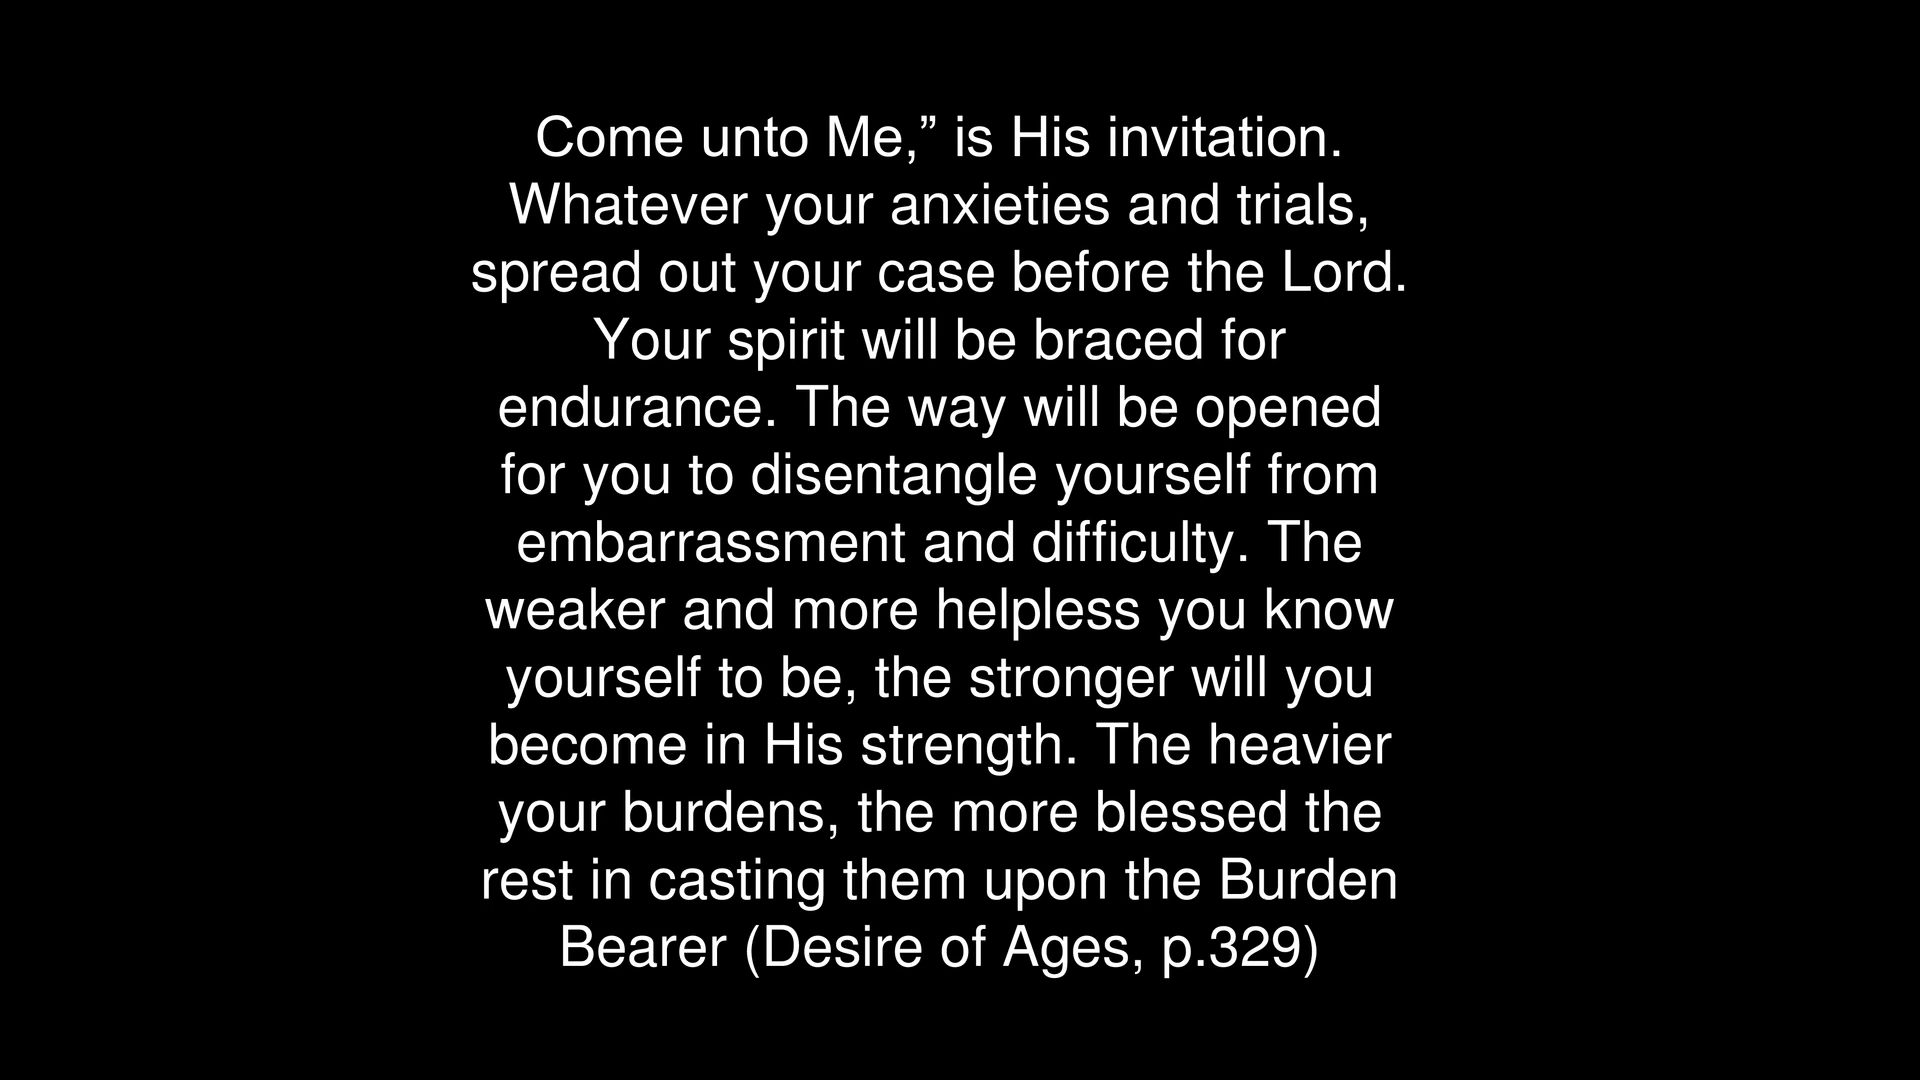 Come unto Me,” is His invitation.
Whatever your anxieties and trials,
spread out your case before the Lord.
Your spirit will be braced for
endurance. The way will be opened
for you to disentangle yourself from
embarrassment and difficulty. The
weaker and more helpless you know
yourself to be, the stronger will you
become in His strength. The heavier
your burdens, the more blessed the
rest in casting them upon the Burden
Bearer (Desire of Ages, p.329)